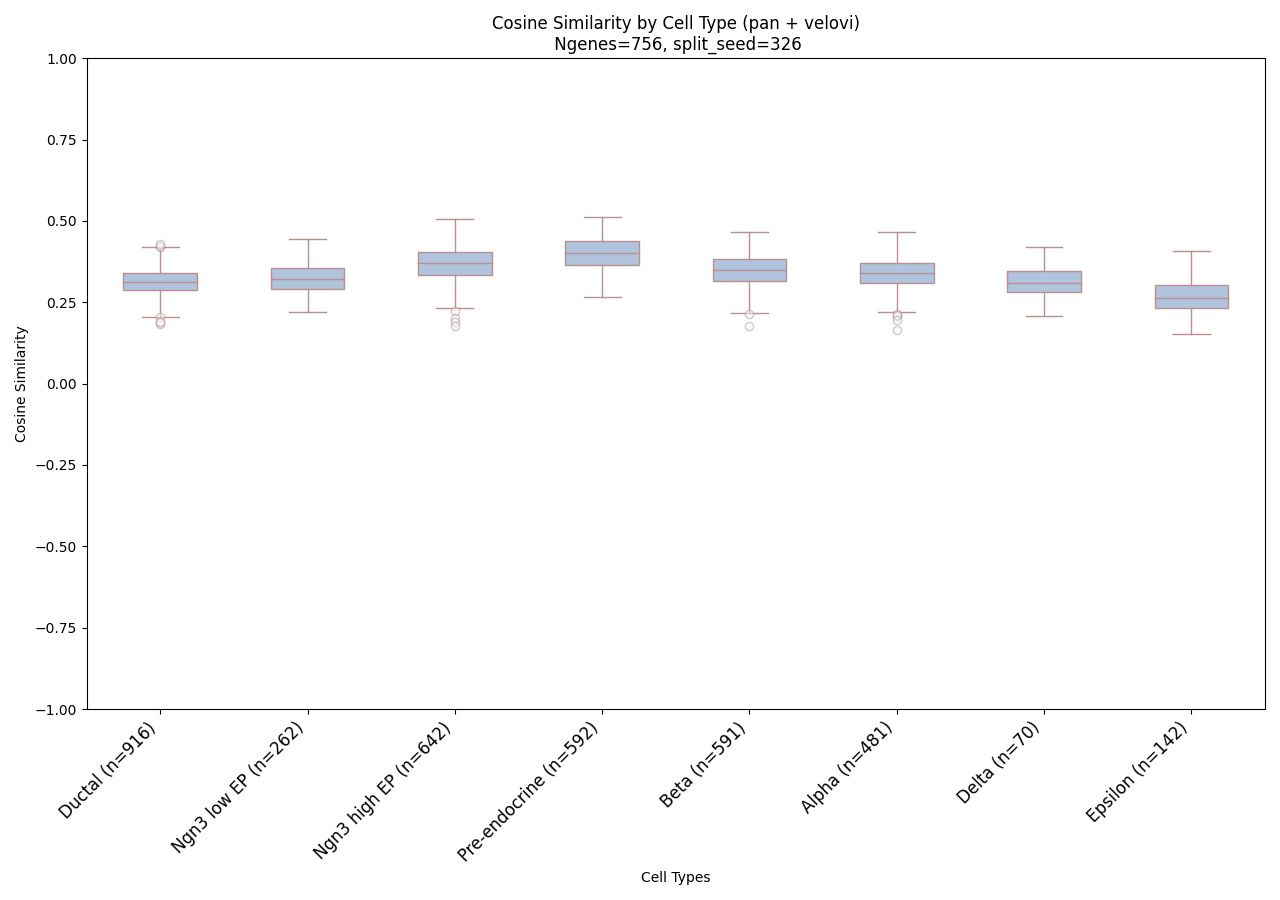 Cosine Similarity by Cell Type (pan + velovi)
Ngenes=756, split_seed=326
1.00
0.75
0.50
0.25
0.00
−0.25
−0.50
−0.75
−1.00
Cosine Similarity
Ductal (n=916)
Ngn3 low EP (n=262)
Ngn3 high EP (n=642)
Pre-endocrine (n=592)
Beta (n=591)
Alpha (n=481)
Delta (n=70)
Epsilon (n=142)
Cell Types